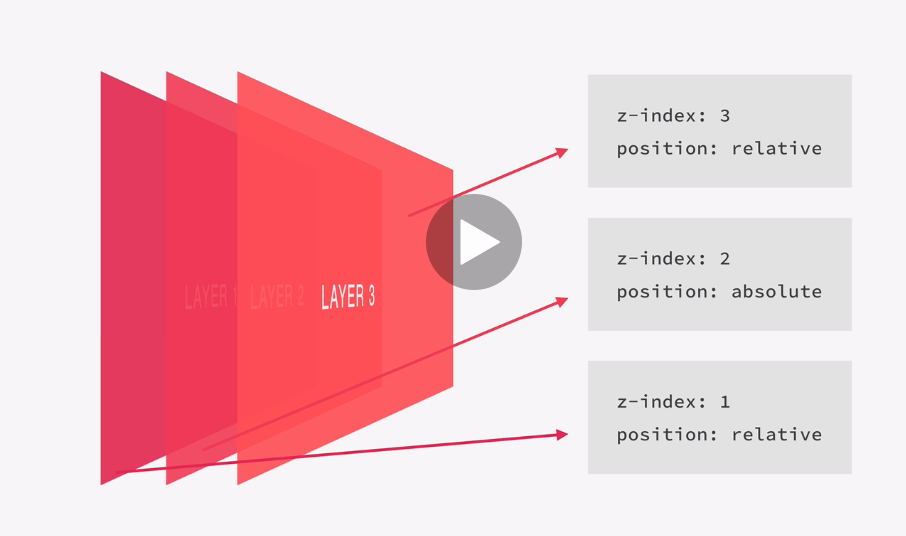 LAYER 1
LAYER 2
LAYER 3
z-index: 3
position: relative
z-index: 2
position: absolute
z-index: 1
position: relative